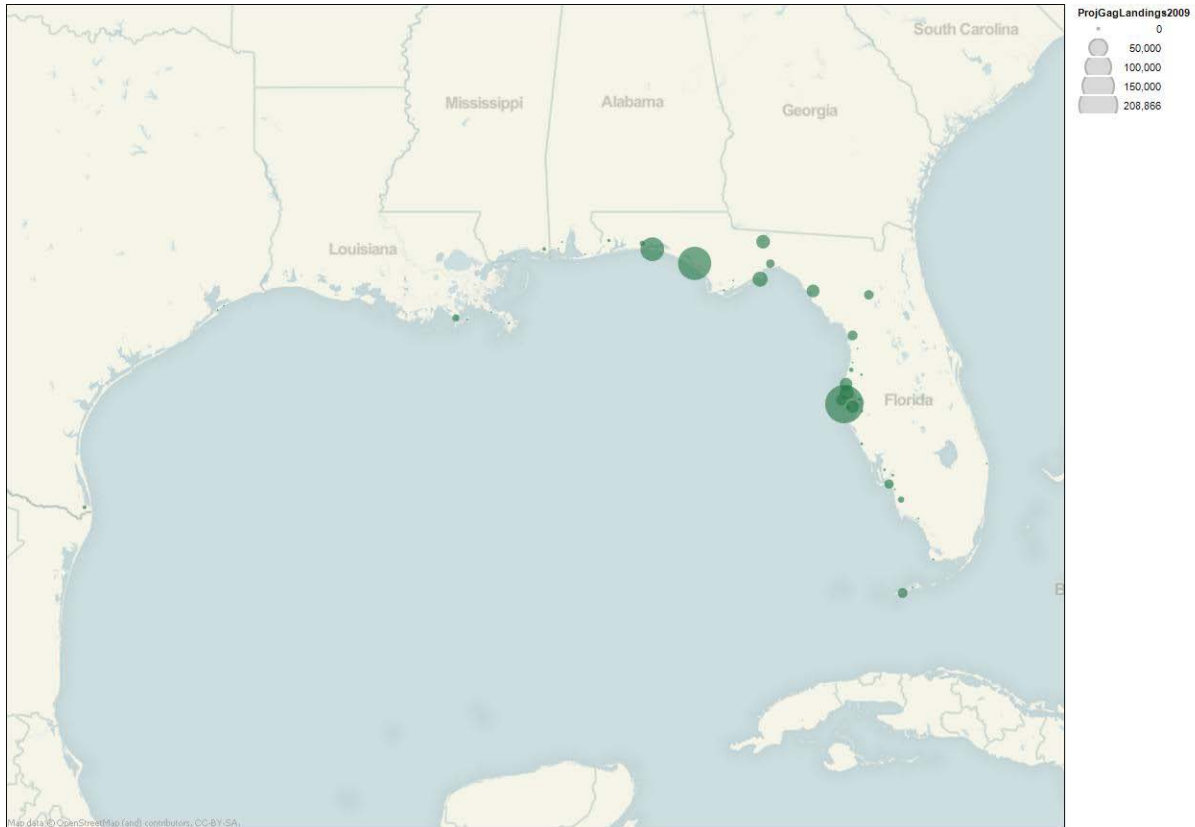 South Carolina
Mississippi
Alabama
Georgia
Louisiana
Florida
B
Map data © OpenStreetMap (and) contributors, CC-BY-SA.
ProjGagLandings2009
0
50,000
100,000
150,000
208,866